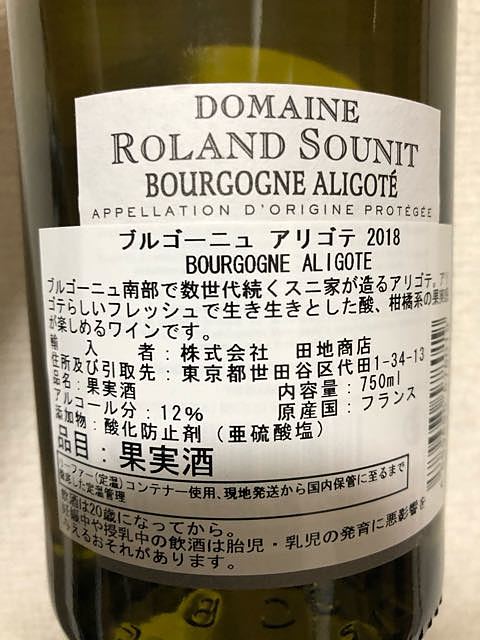 DOMAINE
ROLAND SOUNIT
BOURGOGNE ALIGOTÉ
APPELLATION D'ORIGINE PROTÉGÉE
ブルゴーニュ アリゴテ 2018
BOURGOGNE ALIGOTE
ブルゴーニュ南部で数世代続くスニ家が造るアリゴテ。アリ
ゴテらしいフレッシュで生き生きとした酸、柑橘系の果実
が楽しめるワインです。
輸入者:株式会社 田地商店
住所及び引取先:東京都世田谷区代田1-34-13
品名:果実酒 内容量:750ml
アルコール分:12% 原産国:フランス
添加物:酸化防止剤(亜硫酸塩)
品目:果実酒
リーファー(定温)コンテナー使用、現地発送から国内保管に至るまで
定温管理
飲酒は20歳になってから。
妊娠中や授乳中の飲酒は胎児・乳児の発育に悪影響を
与えるおそれがあります。